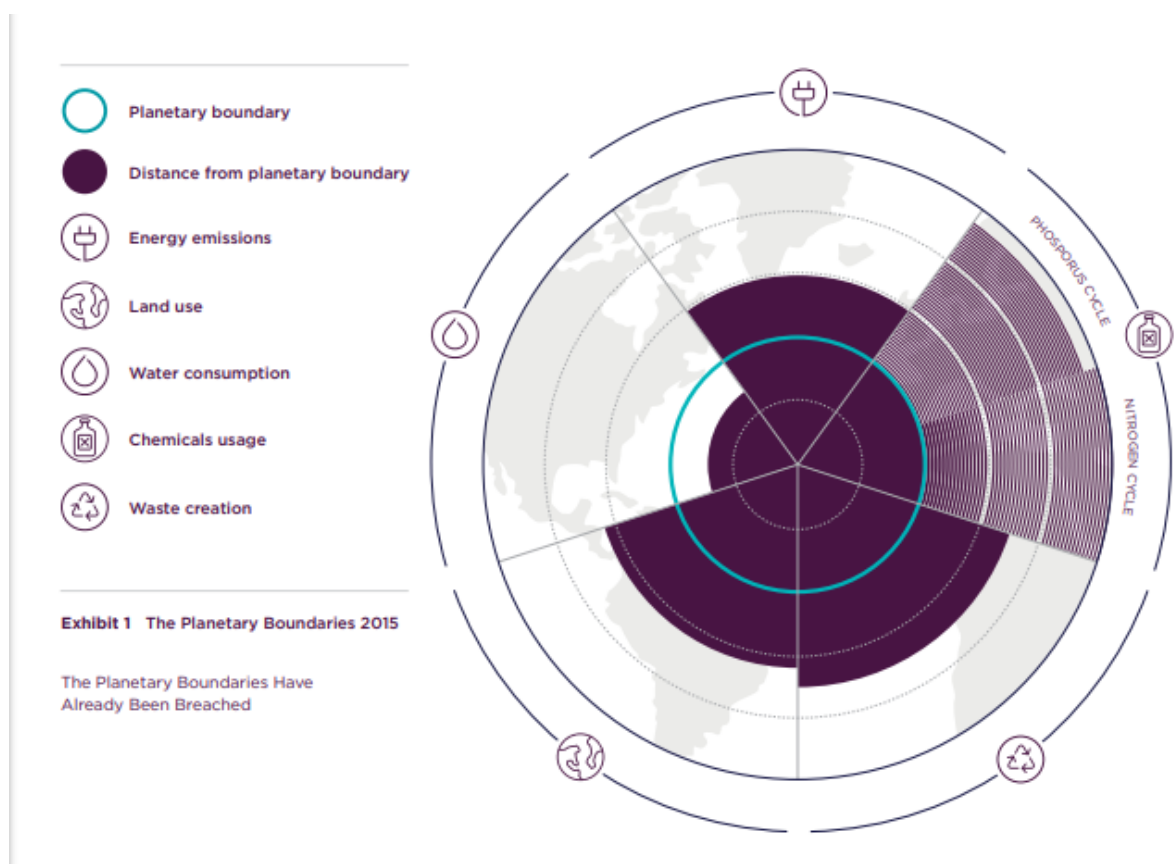 Planetary boundary
Distance from planetary boundary
Energy emissions
Land use
Water consumption
Chemicals usage
Waste creation
Exhibit 1 The Planetary Boundaries 2015
The Planetary Boundaries Have
Already Been Breached
PHOSPORUS CYCLE
NITROGEN CYCLE